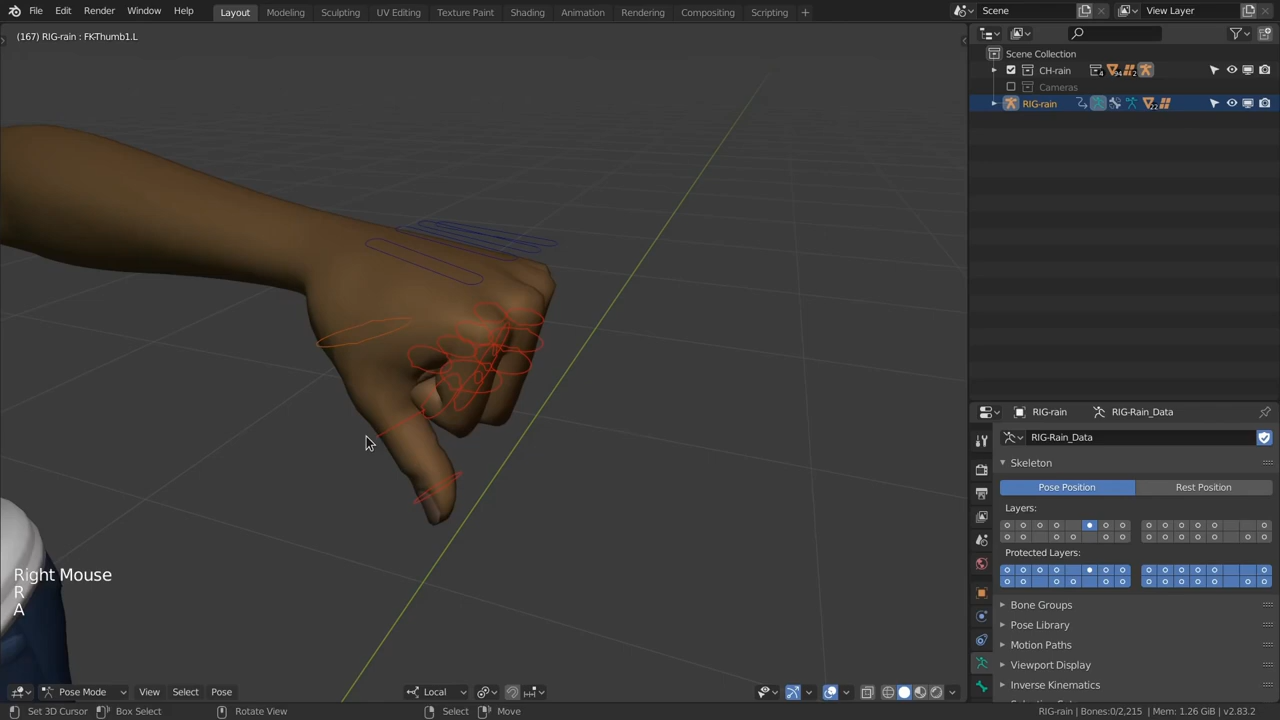 File Edit Render Window Help
Layout Modeling Sculpting UV Editing Texture Paint Shading Animation Rendering Compositing Scripting +
Scene
View Layer
(167) RIG-rain : FKThumb1.L
Scene Collection
CH-rain 4 94 2
Cameras
RIG-rain 22
RIG-rain RIG-Rain_Data
RIG-Rain_Data
Skeleton
Pose Position Rest Position
Layers:
Protected Layers:
Bone Groups
Pose Library
Motion Paths
Viewport Display
Inverse Kinematics
Right Mouse
R
A
Pose Mode View Select Pose Local
Set 3D Cursor Box Select Rotate View Select Move RIG-rain | Bones:0/2,215 | Mem: 1.26 GiB | v2.83.2